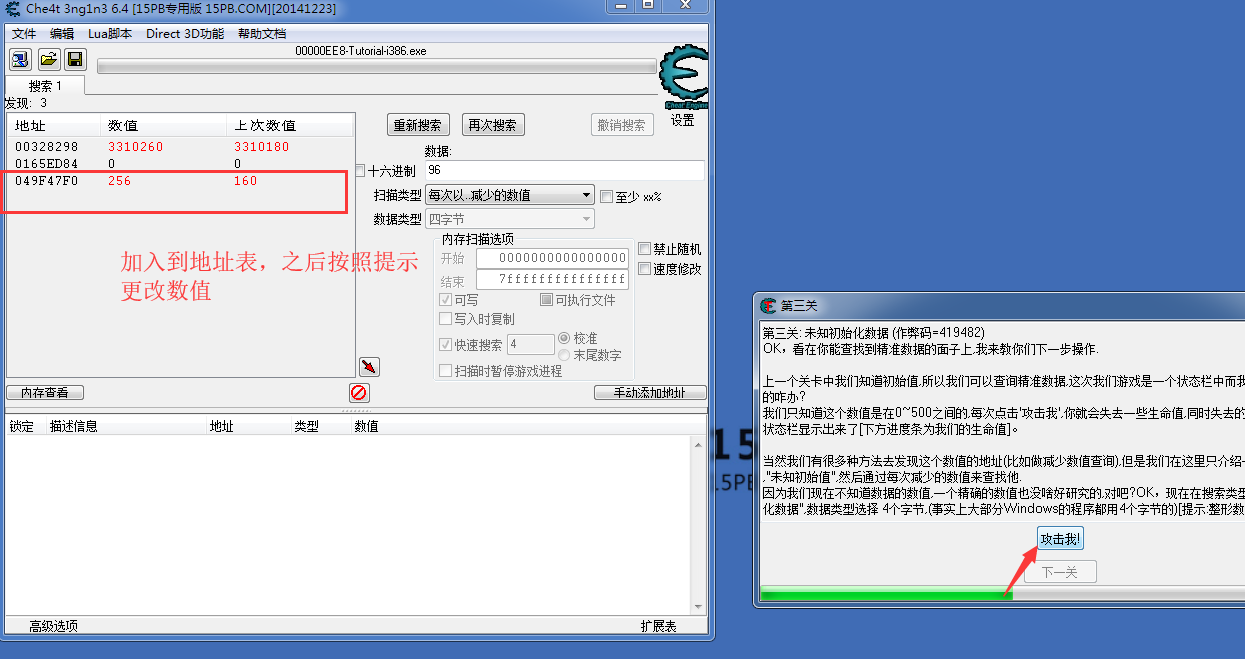 Che4t 3ng1n3 6.4 [15PB专用版 15PB.COM][20141223]
文件 编辑 Lua脚本 Direct 3D功能 帮助文档
00000EE8-Tutorial-i386.exe
搜索 1
Cheat Engine
发现: 3
设置
地址 数值 上次数值
00328298 3310260 3310180
0165ED84 0 0
049F47F0 256 160
加入到地址表，之后按照提示
更改数值
重新搜索 再次搜索 撤销搜索
数据:
十六进制 96
扫描类型 每次以..减少的数值 至少 xx%
数据类型 四字节
内存扫描选项
开始 0000000000000000
结束 7fffffffffffffff
可写 可执行文件
写入时复制
快速搜索 4 校准
末尾数字
扫描时暂停游戏进程
禁止随机
速度修改
内存查看 手动添加地址
锁定 描述信息 地址 类型 数值
高级选项 扩展表
15
15PB
第三关
第三关: 未知初始化数据 (作弊码=419482)
OK，看在你能查找到精准数据的面子上,我来教你们下一步操作.
上一个关卡中我们知道初始值,所以我们可以查询精准数据,这次我们游戏是一个状态栏中而我
的咋办?
我们只知道这个数值是在0~500之间的,每次点击'攻击我',你就会失去一些生命值,同时失去的
状态栏显示出来了[下方进度条为我们的生命值]。
当然我们有很多种方法去发现这个数值的地址(比如做减少数值查询),但是我们在这里只介绍一
,"未知初始值",然后通过每次减少的数值来查找他.
因为我们现在不知道数据的数值,一个精确的数值也没啥好研究的,对吧?OK，现在在搜索类型
化数据",数据类型选择 4个字节,(事实上大部分Windows的程序都用4个字节的)[提示:整形数
攻击我!
下一关